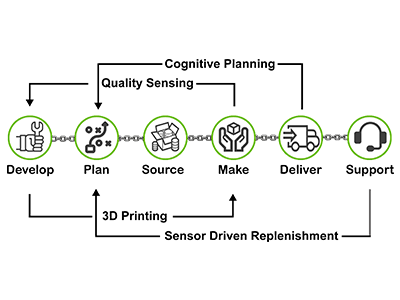 Cognitive Planning
Quality Sensing
Develop Plan Source Make Deliver Support
3D Printing
Sensor Driven Replenishment